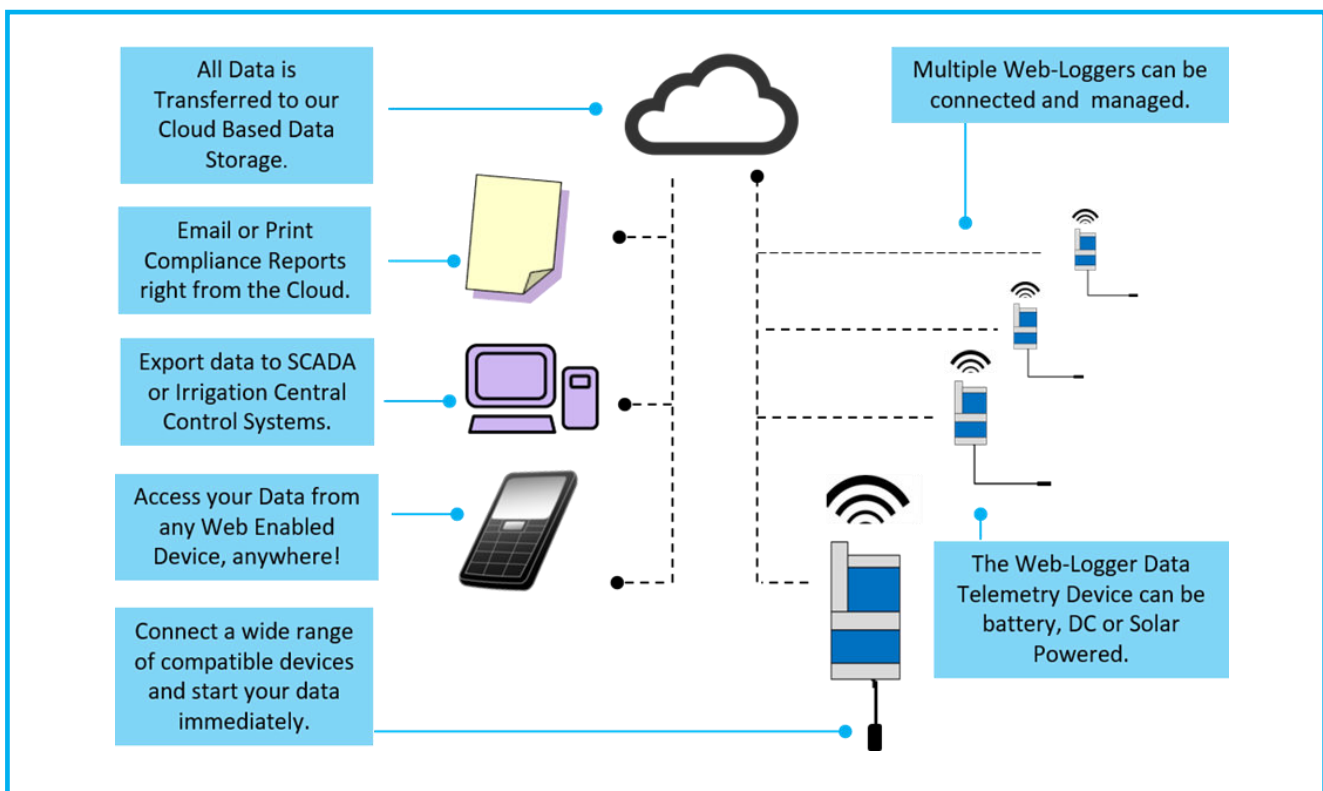 All Data is
Transferred to our
Cloud Based Data
Storage.
Multiple Web-Loggers can be
connected and  managed.
Email or Print
Compliance Reports
right from the Cloud.
Export data to SCADA
or Irrigation Central
Control Systems.
Access your Data from
any Web Enabled
Device, anywhere!
The Web-Logger Data
Telemetry Device can be
battery, DC or Solar
Powered.
Connect a wide range
of compatible devices
and start your data
immediately.